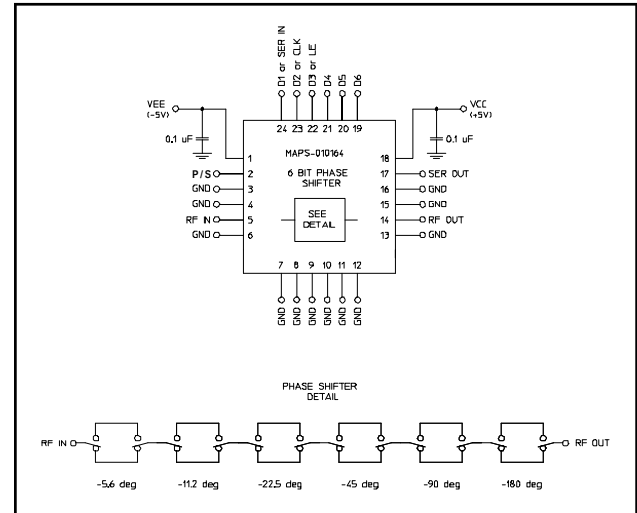 D1 or SER IN
D2 or CLK
D3 or LE
D4
D5
D6
VEE
(-5V)
VCC
(+5V)
24 23 22 21 20 19
0.1 uF
0.1 uF
MAPS-010164
6 BIT PHASE
SHIFTER
SEE
DETAIL
1
P/S 2
GND 3
GND 4
RF IN 5
GND 6
18
17 SER OUT
16 GND
15 GND
14 RF OUT
13 GND
7 8 9 10 11 12
GND GND GND GND GND GND
PHASE SHIFTER
DETAIL
RF IN
RF OUT
-5.6 deg -11.2 deg -22.5 deg -45 deg -90 deg -180 deg